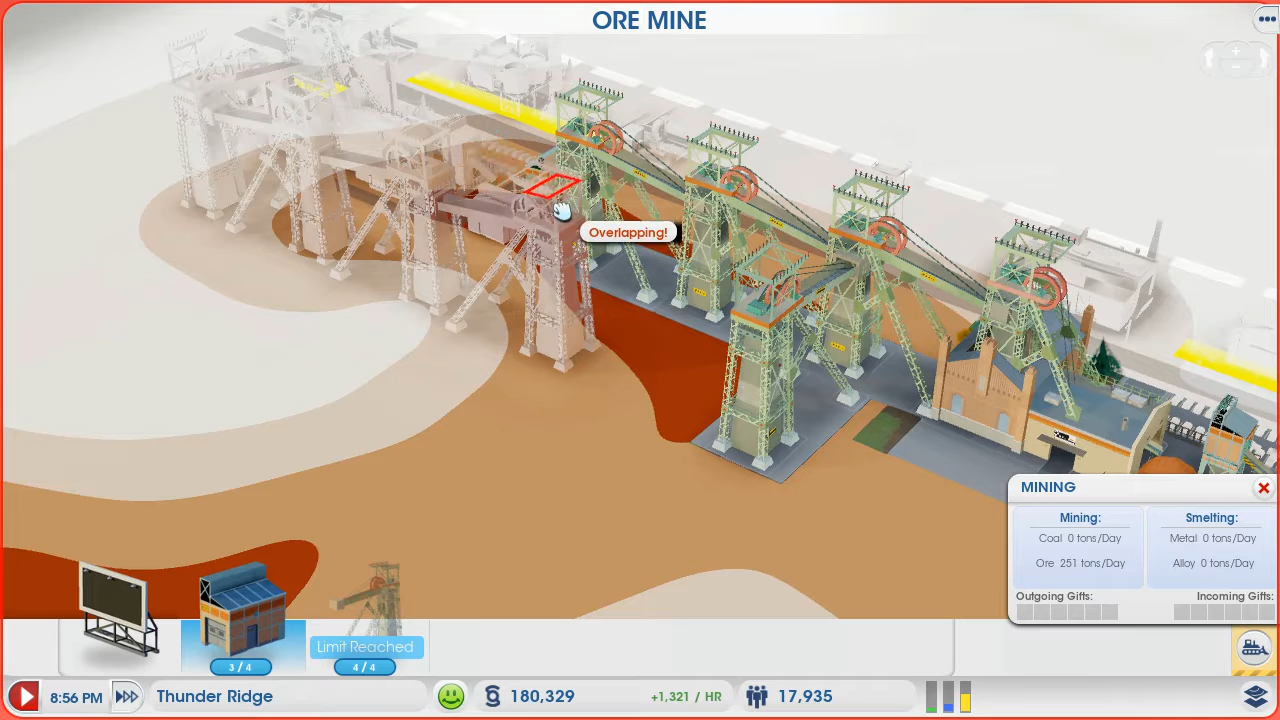 ORE MINE
Overlapping!
MINING
Mining:
Smelting:
Coal 0 tons/Day
Metal 0 tons/Day
Ore 251 tons/Day
Alloy 0 tons/Day
Outgoing Gifts:
Incoming Gifts:
Limit Reached
3 / 4
4 / 4
8:56 PM
Thunder Ridge
180,329
+1,321 / HR
17,935